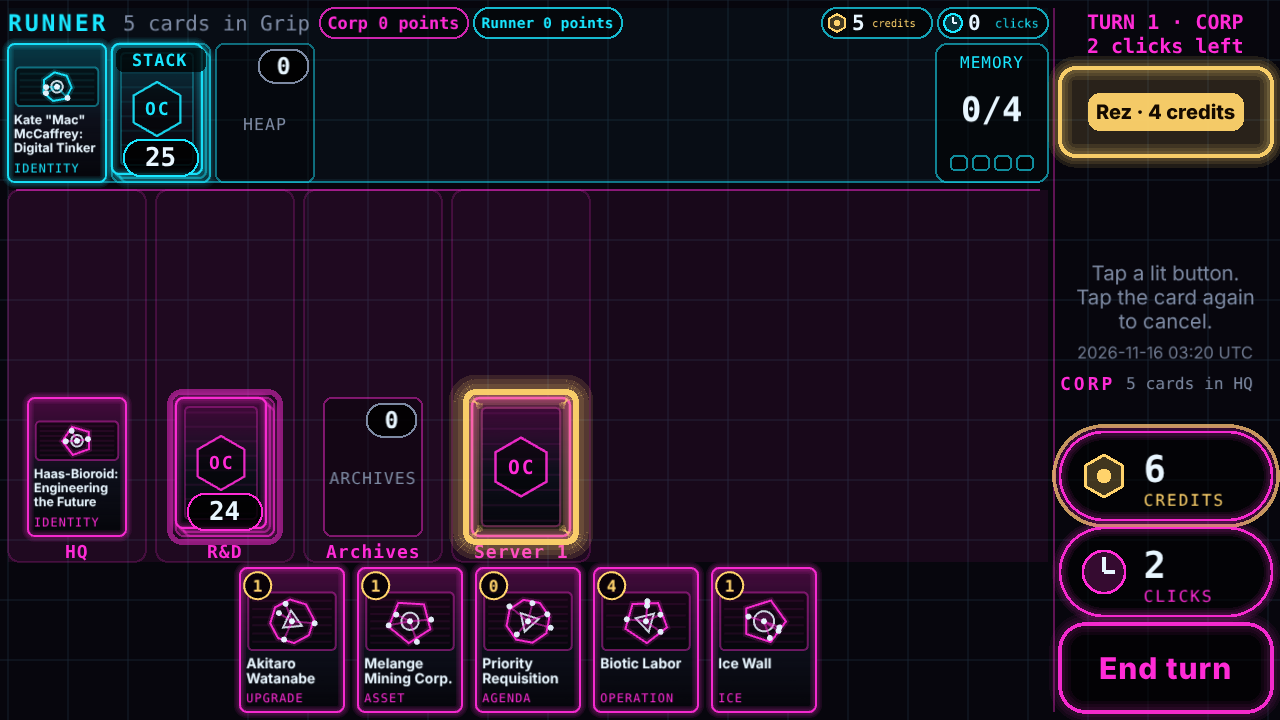 RUNNER 5 cards in Grip Corp 0 points Runner 0 points 5 credits 0 clicks
TURN 1 · CORP
2 clicks left
Kate "Mac"
McCaffrey:
Digital Tinker
IDENTITY
STACK
OC
25
0
HEAP
MEMORY
0/4
Rez · 4 credits
Tap a lit button.
Tap the card again
to cancel.
2026-11-16 03:20 UTC
CORP 5 cards in HQ
Haas-Bioroid:
Engineering
the Future
IDENTITY
HQ
OC
24
R&D
0
ARCHIVES
Archives
OC
Server 1
6
CREDITS
2
CLICKS
End turn
1
Akitaro
Watanabe
UPGRADE
1
Melange
Mining Corp.
ASSET
0
Priority
Requisition
AGENDA
4
Biotic Labor
OPERATION
1
Ice Wall
ICE